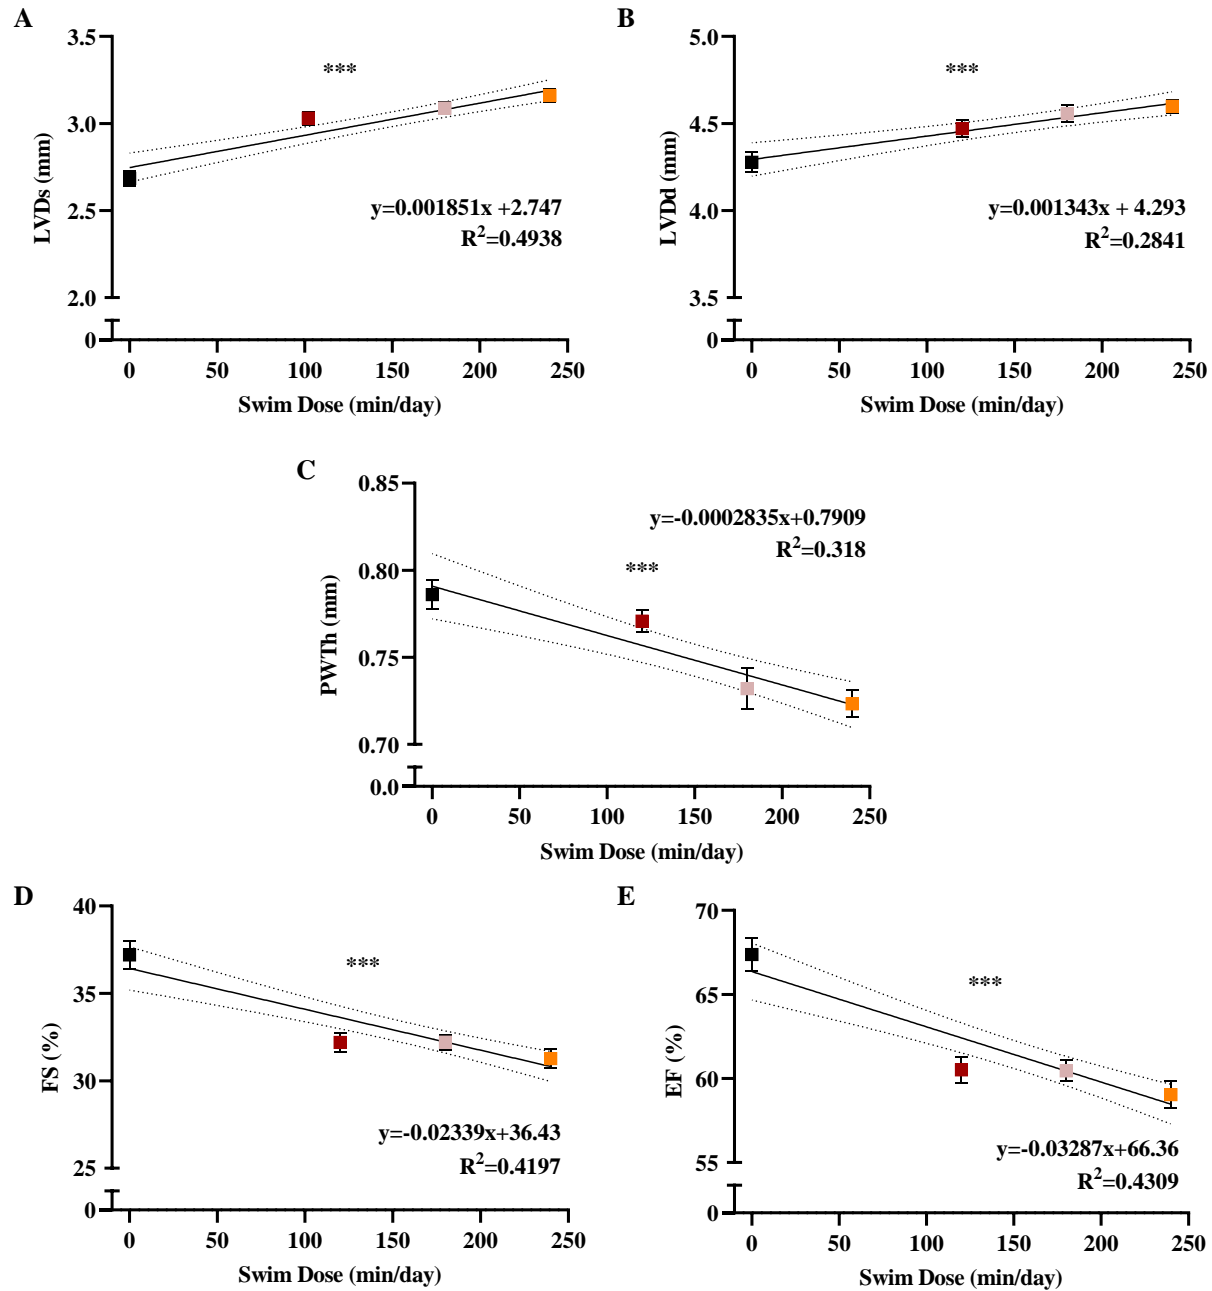 A
3.5
3.0
2.5
2.0
0
LVDs (mm)
***
y=0.001851x +2.747
R²=0.4938
0 50 100 150 200 250
Swim Dose (min/day)
B
5.0
4.5
4.0
3.5
0
LVDd (mm)
***
y=0.001343x + 4.293
R²=0.2841
0 50 100 150 200 250
Swim Dose (min/day)
C
0.85
0.80
0.75
0.70
0.0
PWTh (mm)
y=-0.0002835x+0.7909
R²=0.318
***
0 50 100 150 200 250
Swim Dose (min/day)
D
40
35
30
25
0
FS (%)
***
y=-0.02339x+36.43
R²=0.4197
0 50 100 150 200 250
Swim Dose (min/day)
E
70
65
60
55
0
EF (%)
***
y=-0.03287x+66.36
R²=0.4309
0 50 100 150 200 250
Swim Dose (min/day)